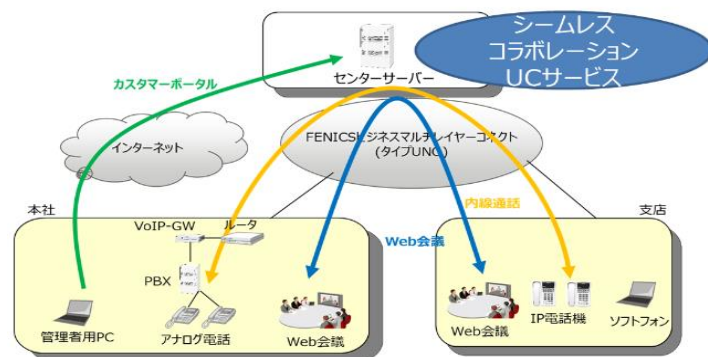 シームレス
コラボレーション
UCサービス
センターサーバー
カスタマーポータル
インターネット
FENICSビジネスマルチレイヤーコネクト
(タイプUNO)
本社
支店
VoIP-GW
ルータ
内線通話
Web会議
PBX
管理者用PC
アナログ電話
Web会議
Web会議
IP電話機
ソフトフォン